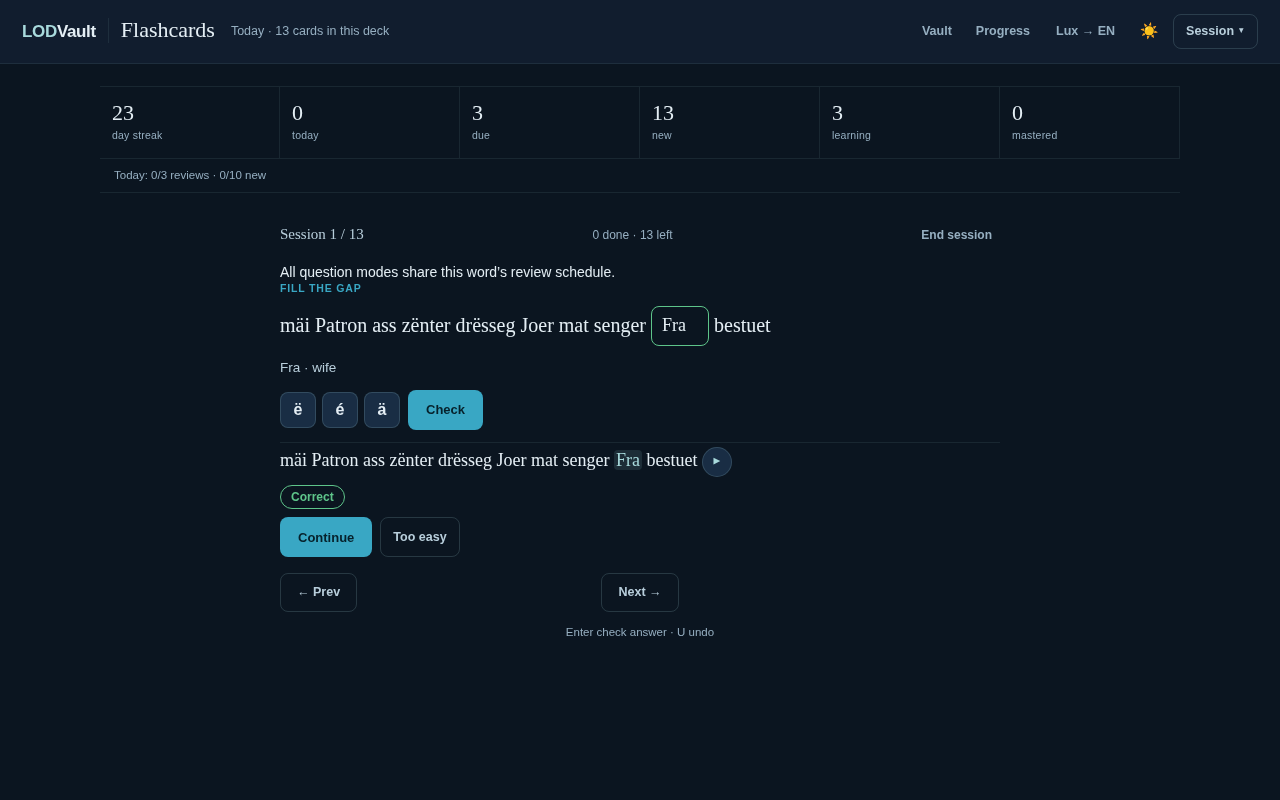 LODVault Flashcards Today · 13 cards in this deck Vault Progress Lux → EN ☀️ Session ▾
23 0 3 13 3 0
day streak today due new learning mastered
Today: 0/3 reviews · 0/10 new
Session 1 / 13 0 done · 13 left End session
All question modes share this word's review schedule.
FILL THE GAP
mäi Patron ass zënter drësseg Joer mat senger Fra bestuet
Fra · wife
ë é ä Check
mäi Patron ass zënter drësseg Joer mat senger Fra bestuet ►
Correct
Continue Too easy
← Prev Next →
Enter check answer · U undo